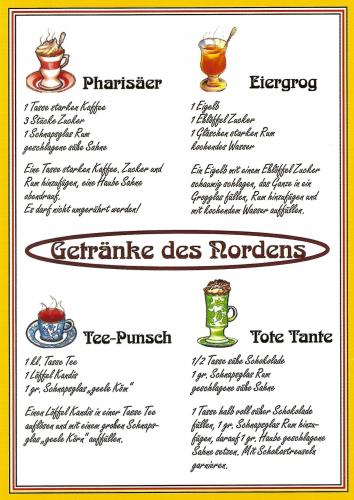 Pharisäer
1 Tasse starken Kaffee
3 Stücke Zucker
1 Schnapsglas Rum
geschlagene süße Sahne
Eine Tasse starken Kaffee, Zucker und
Rum hinzufügen, eine Haube Sahne
obendrauf.
Es darf nicht umgerührt werden!
Eiergrog
1 Eigelb
1 Eßlöffel Zucker
1 Gläschen starken Rum
kochendes Wasser
Ein Eigelb mit einem Eßlöffel Zucker
schaumig schlagen, das Ganze in ein
Grogglas füllen, Rum hinzufügen und
mit kochendem Wasser auffüllen.
Getränke des Nordens
Tee-Punsch
1 kl. Tasse Tee
1 Löffel Kandis
1 gr. Schnapsglas „geele Köm"
Einen Löffel Kandis in einer Tasse Tee
auflösen und mit einem großen Schnaps-
glas „geele Körn" auffüllen.
Tote Tante
1/2 Tasse süße Schokolade
1 gr. Schnapsglas Rum
geschlagene süße Sahne
1 Tasse halb voll süßer Schokolade
füllen, 1 gr. Schnapsglas Rum hinzu-
fügen, darauf 1 gr. Haube geschlagene
Sahne setzen. Mit Schokostreuseln
garnieren.